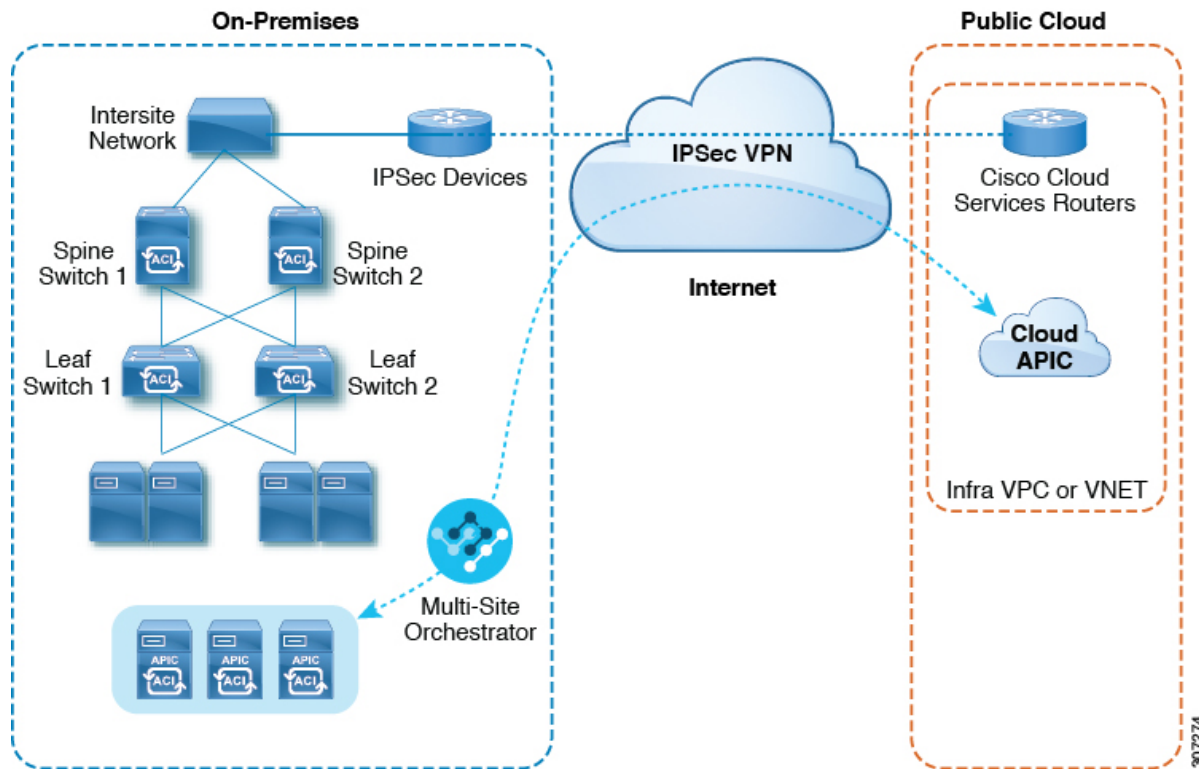 On-Premises
Public Cloud
Intersite
Network
IPSec Devices
IPSec VPN
Internet
Cisco Cloud
Services Routers
Spine
Switch 1
ACI
ACI
Spine
Switch 2
Leaf
Switch 1
ACI
ACI
Leaf
Switch 2
Cloud
APIC
Infra VPC or VNET
Multi-Site
Orchestrator
APIC
ACI
APIC
ACI
APIC
ACI
307274